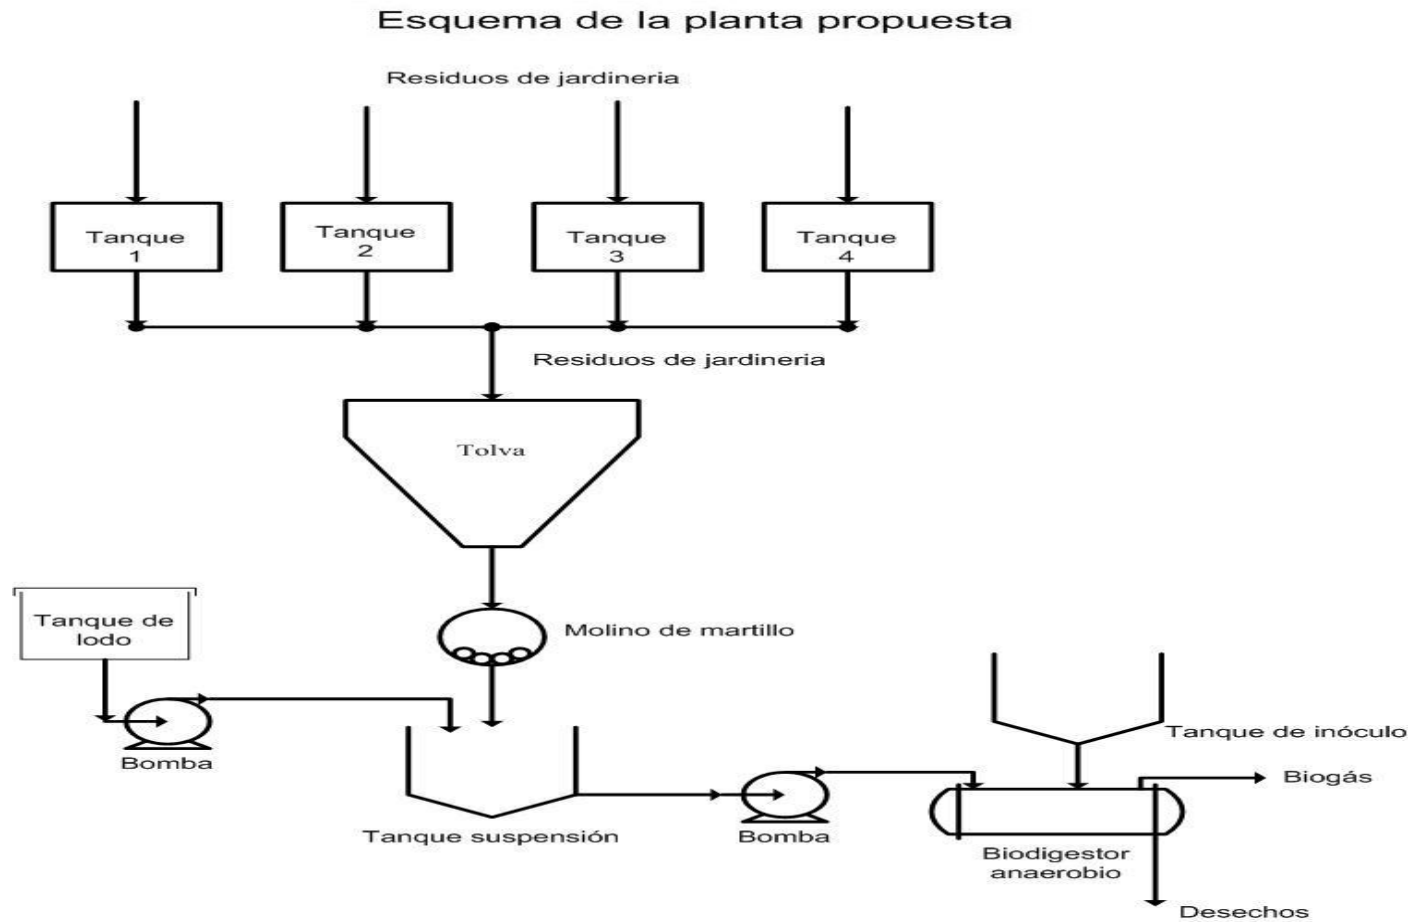 Esquema de la planta propuesta
Residuos de jardineria
Tanque
1
Tanque
2
Tanque
3
Tanque
4
Residuos de jardineria
Tolva
Molino de martillo
Tanque de
lodo
Bomba
Tanque suspensión
Bomba
Tanque de inóculo
Biogás
Biodigestor
anaerobio
Desechos